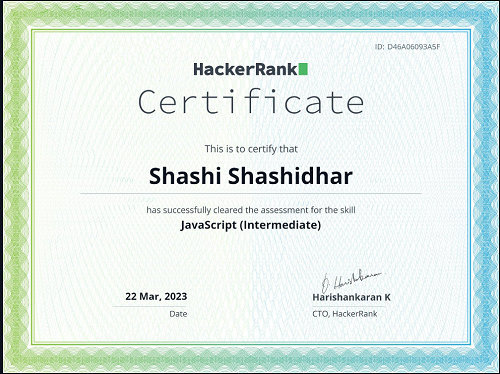 ID: D46A06093A5F
HackerRank
Certificate
This is to certify that
Shashi Shashidhar
has successfully cleared the assessment for the skill
JavaScript (Intermediate)
22 Mar, 2023
Date
Harishankaran K
CTO, HackerRank